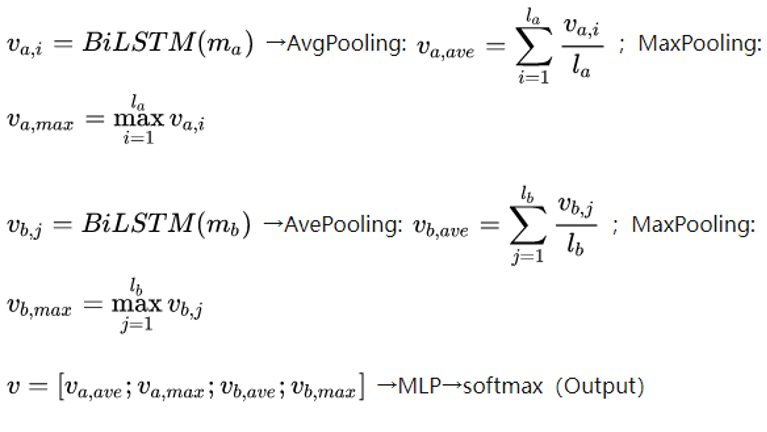 v_{a,i} = BiLSTM(m_a) →AvgPooling: v_{a,ave} = \sum_{i=1}^{l_a} \frac{v_{a,i}}{l_a} ; MaxPooling:
v_{a,max} = \max_{i=1}^{l_a} v_{a,i}
v_{b,j} = BiLSTM(m_b) →AvePooling: v_{b,ave} = \sum_{j=1}^{l_b} \frac{v_{b,j}}{l_b} ; MaxPooling:
v_{b,max} = \max_{j=1}^{l_b} v_{b,j}
v = [v_{a,ave}; v_{a,max}; v_{b,ave}; v_{b,max}] →MLP→softmax (Output)